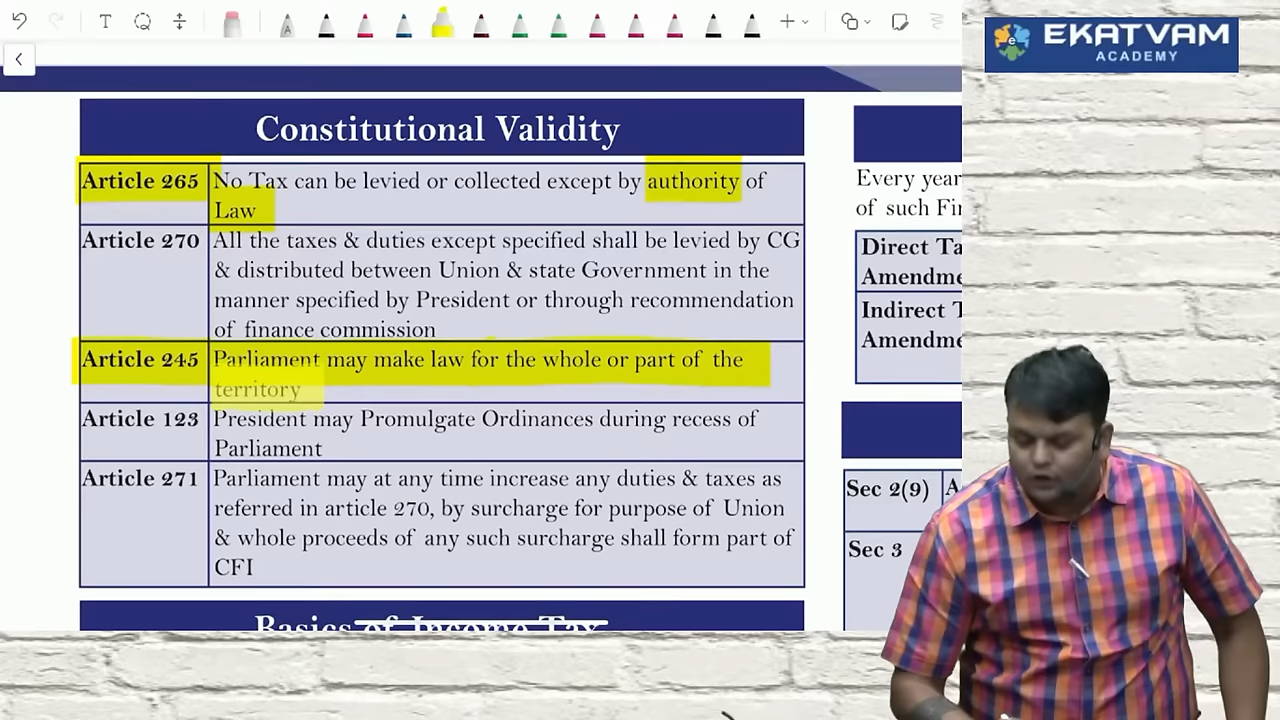 EKATVAM
ACADEMY
Constitutional Validity
Article 265 No Tax can be levied or collected except by authority of
Law
Article 270 All the taxes & duties except specified shall be levied by CG
& distributed between Union & state Government in the
manner specified by President or through recommendation
of finance commission
Article 245 Parliament may make law for the whole or part of the
territory
Article 123 President may Promulgate Ordinances during recess of
Parliament
Article 271 Parliament may at any time increase any duties & taxes as
referred in article 270, by surcharge for purpose of Union
& whole proceeds of any such surcharge shall form part of
CFI
Basics of Income Tax
Every year
of such
Direct
Indirect
Sec 2(9)
Sec 3